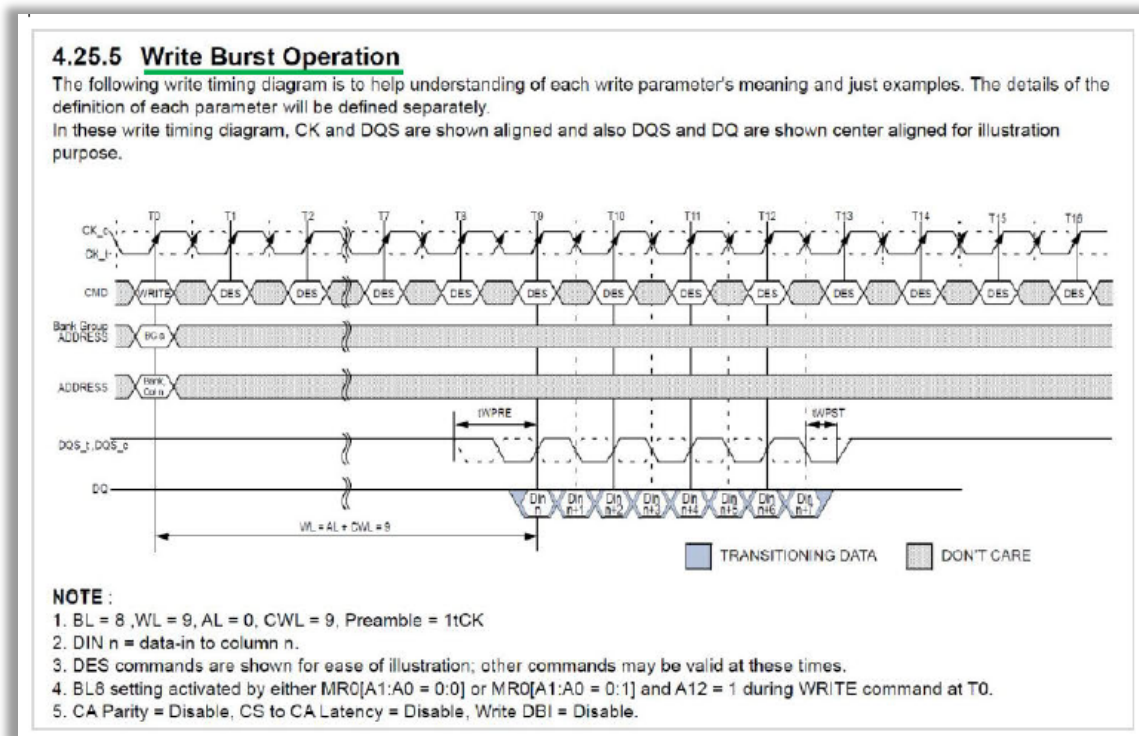 4.25.5 Write Burst Operation
The following write timing diagram is to help understanding of each write parameter's meaning and just examples. The details of the
definition of each parameter will be defined separately.
In these write timing diagram, CK and DQS are shown aligned and also DQS and DQ are shown center aligned for illustration
purpose.
T0 T1 T2 T7 T8 T9 T10 T11 T12 T13 T14 T15 T16
CK_c
CK_t
CMD WRITE DES DES DES DES DES DES DES DES DES DES DES DES
Bank Group
ADDRESS BG a
ADDRESS Bank,
Col n
tWPRE tWPST
DQS_t,DQS_c
DQ Din Din Din Din Din Din Din Din
n n+1 n+2 n+3 n+4 n+5 n+6 n+7
WL = AL + CWL = 9
TRANSITIONING DATA DON'T CARE
NOTE :
1. BL = 8 ,WL = 9, AL = 0, CWL = 9, Preamble = 1tCK
2. DIN n = data-in to column n.
3. DES commands are shown for ease of illustration; other commands may be valid at these times.
4. BL8 setting activated by either MR0[A1:A0 = 0:0] or MR0[A1:A0 = 0:1] and A12 = 1 during WRITE command at T0.
5. CA Parity = Disable, CS to CA Latency = Disable, Write DBI = Disable.